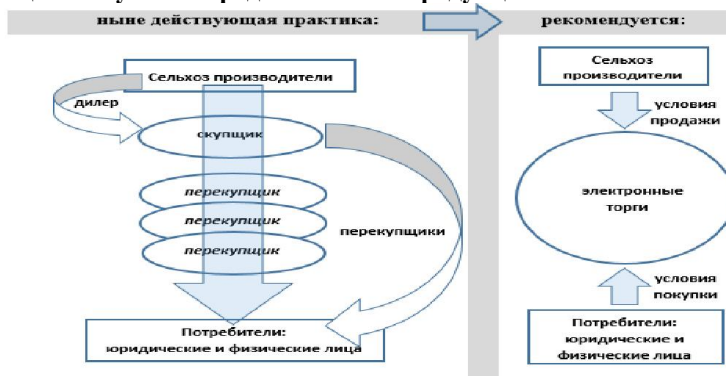 ныне действующая практика:
рекомендуется:
Сельхоз производители
дилер
скупщик
перекупщик
перекупщик
перекупщик
перекупщики
Потребители:
юридические и физические лица
Сельхоз
производители
условия
продажи
электронные
торги
условия
покупки
Потребители:
юридические и
физические лица